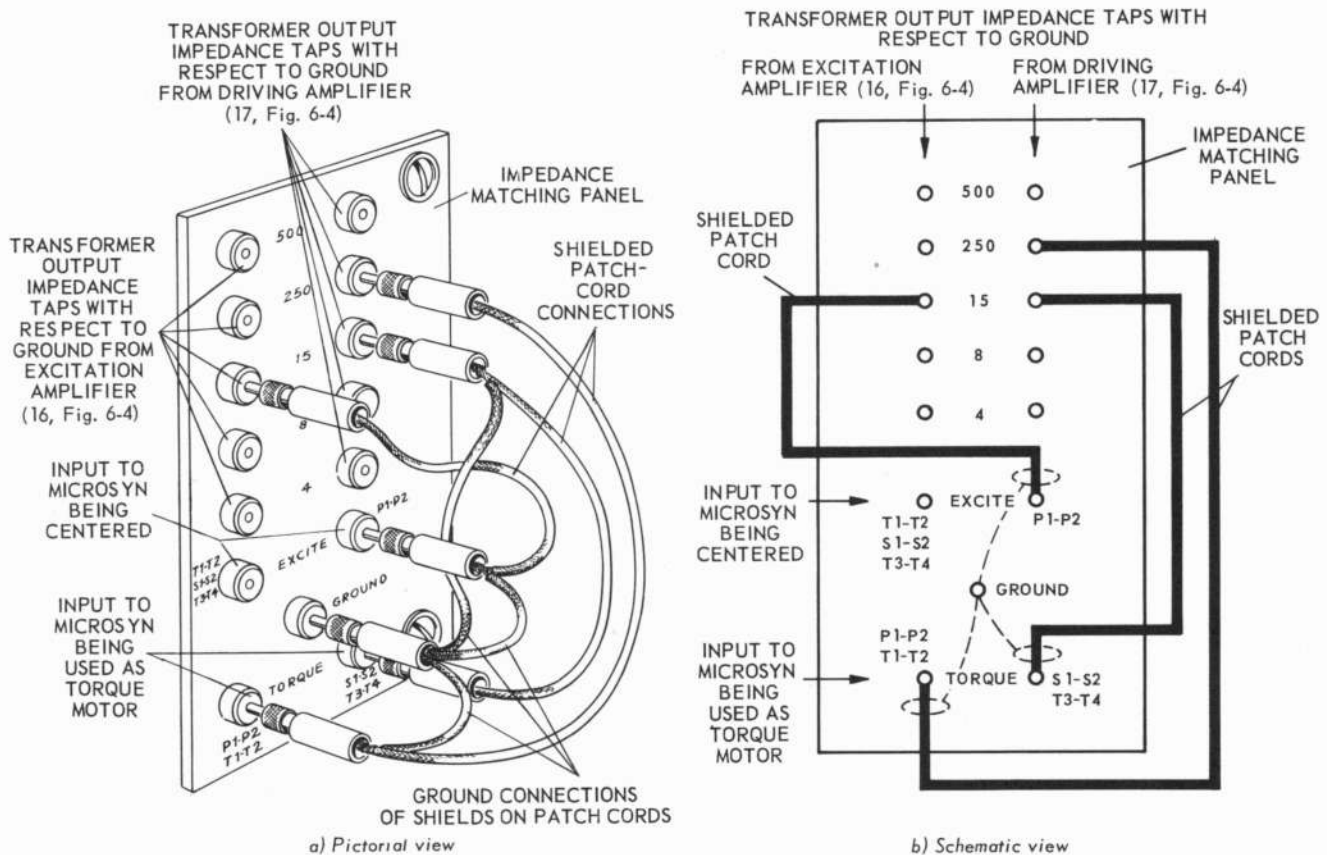 TRANSFORMER OUTPUT
IMPEDANCE TAPS WITH
RESPECT TO GROUND
FROM DRIVING AMPLIFIER
(17, Fig. 6-4)
IMPEDANCE
MATCHING PANEL
TRANSFORMER
OUTPUT
IMPEDANCE
TAPS WITH
RESPECT TO
GROUND FROM
EXCITATION
AMPLIFIER
(16, Fig. 6-4)
SHIELDED
PATCH-
CORD
CONNECTIONS
500
250
15
8
4
INPUT TO
MICROSYN
BEING
CENTERED
P1-P2
EXCITE
T1-T2
S1-S2
T3-T4
GROUND
INPUT TO
MICROSYN
BEING
USED AS
TORQUE
MOTOR
TORQUE
S1-S2
T3-T4
P1-P2
T1-T2
GROUND CONNECTIONS
OF SHIELDS ON PATCH CORDS
a) Pictorial view
TRANSFORMER OUTPUT IMPEDANCE TAPS WITH
RESPECT TO GROUND
FROM EXCITATION
AMPLIFIER (16, Fig. 6-4)
FROM DRIVING
AMPLIFIER (17, Fig. 6-4)
IMPEDANCE
MATCHING
PANEL
500
250
15
8
4
SHIELDED
PATCH
CORD
SHIELDED
PATCH
CORDS
INPUT TO
MICROSYN
BEING
CENTERED
EXCITE
T1-T2
S1-S2
T3-T4
P1-P2
GROUND
INPUT TO
MICROSYN
BEING
USED AS
TORQUE
MOTOR
P1-P2
T1-T2
TORQUE
S1-S2
T3-T4
b) Schematic view